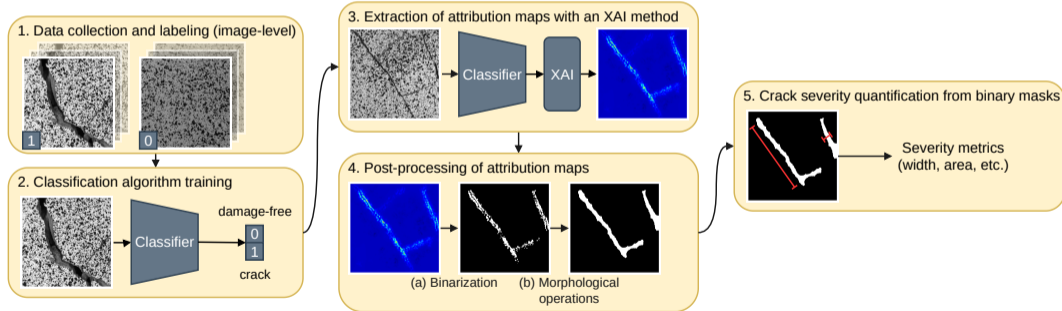 1. Data collection and labeling (image-level)
1
0
2. Classification algorithm training
Classifier
damage-free
0
1
crack
3. Extraction of attribution maps with an XAI method
Classifier
XAI
4. Post-processing of attribution maps
(a) Binarization
(b) Morphological
operations
5. Crack severity quantification from binary masks
Severity metrics
(width, area, etc.)